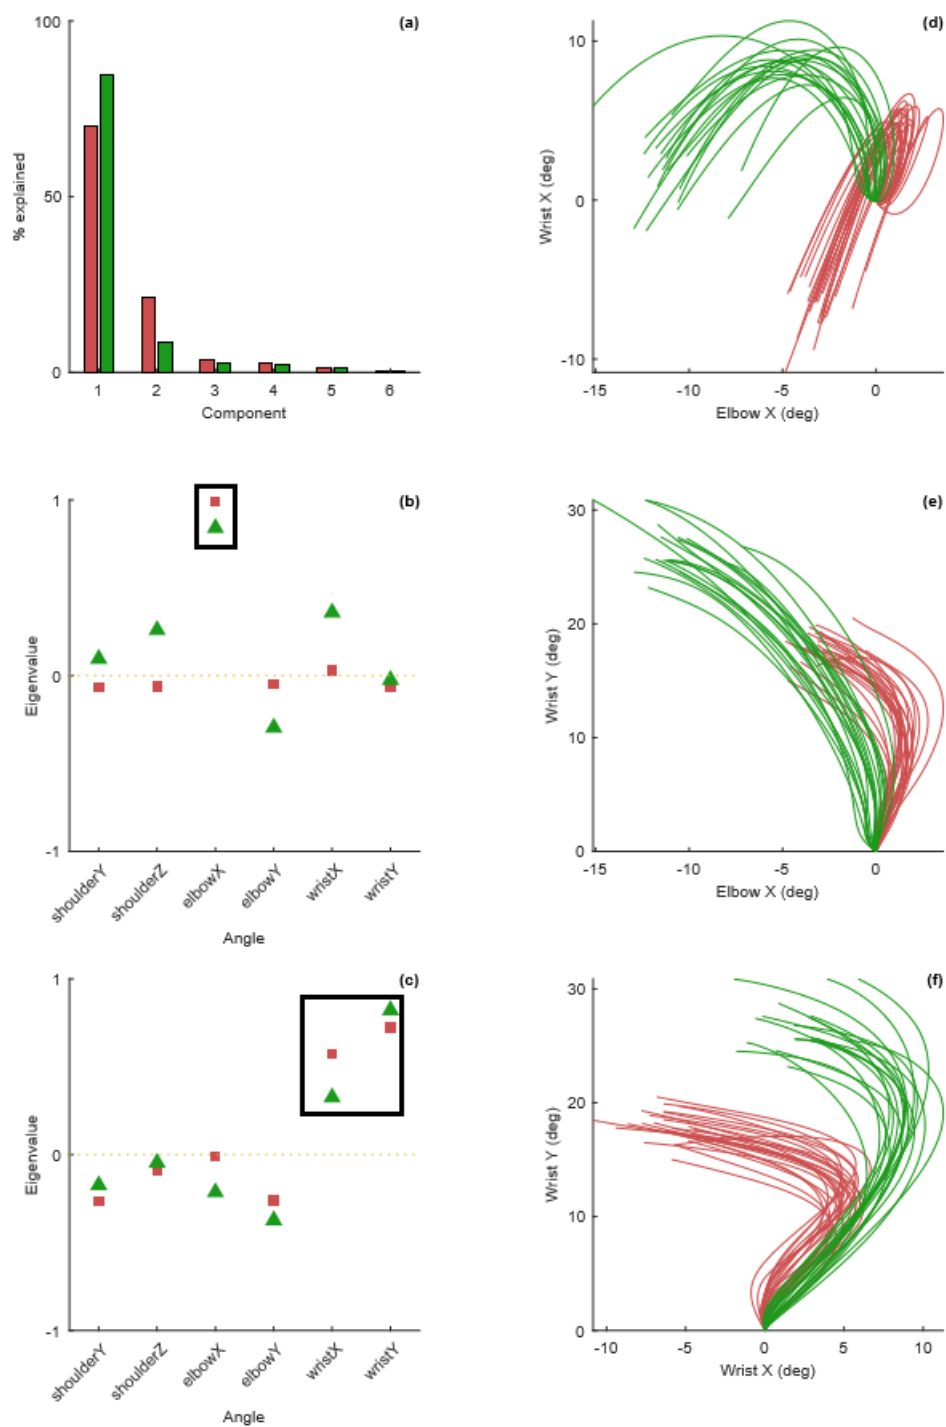 (a)
100
50
0
% explained
1 2 3 4 5 6
Component
(d)
10
0
-10
Wrist X (deg)
-15 -10 -5 0
Elbow X (deg)
(b)
1
0
-1
Eigenvalue
shoulderY shoulderZ elbowX elbowY wristX wristY
Angle
(e)
30
20
10
0
Wrist Y (deg)
-15 -10 -5 0
Elbow X (deg)
(c)
1
0
-1
Eigenvalue
shoulderY shoulderZ elbowX elbowY wristX wristY
Angle
(f)
30
20
10
0
Wrist Y (deg)
-10 -5 0 5 10
Wrist X (deg)